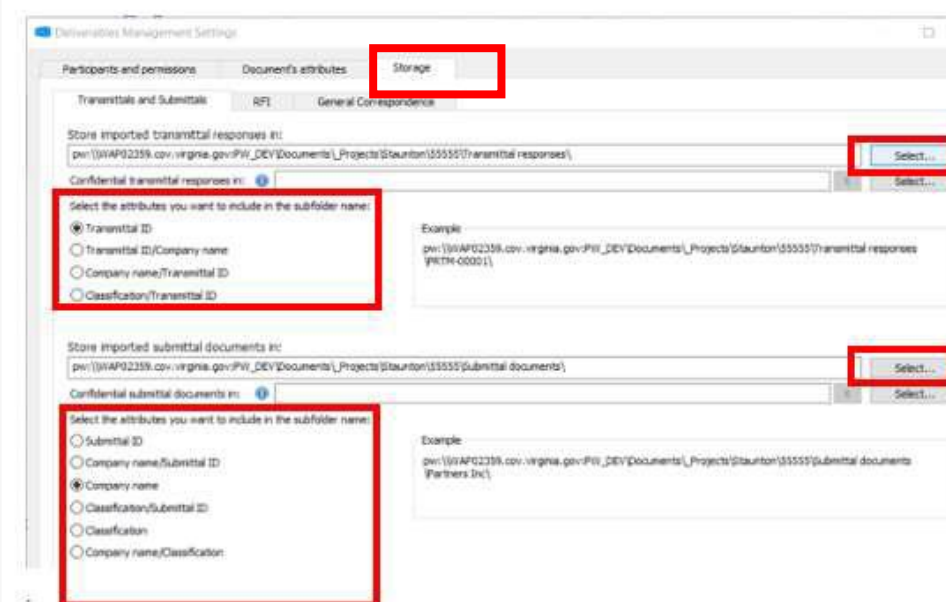 Deliverables Management Settings
Participants and permissions Document's attributes Storage
Transmittals and Submittals RFI General Correspondence
Store imported transmittal responses in:
pw:\\WAP02359.cov.virginia.gov:PW_DEV\Documents\_Projects\Staunton\55555\Transmittal responses\ Select...
Confidential transmittal responses in: Select...
Select the attributes you want to include in the subfolder name:
Transmittal ID
Transmittal ID/Company name
Company name/Transmittal ID
Classification/Transmittal ID
Example
pw:\\WAP02359.cov.virginia.gov:PW_DEV\Documents\_Projects\Staunton\55555\Transmittal responses
\PRTM-00001\
Store imported submittal documents in:
pw:\\WAP02359.cov.virginia.gov:PW_DEV\Documents\_Projects\Staunton\55555\Submittal documents\ Select...
Confidential submittal documents in: Select...
Select the attributes you want to include in the subfolder name:
Submittal ID
Company name/Submittal ID
Company name
Classification/Submittal ID
Classification
Company name/Classification
Example
pw:\\WAP02359.cov.virginia.gov:PW_DEV\Documents\_Projects\Staunton\55555\Submittal documents
\Partners Inc\